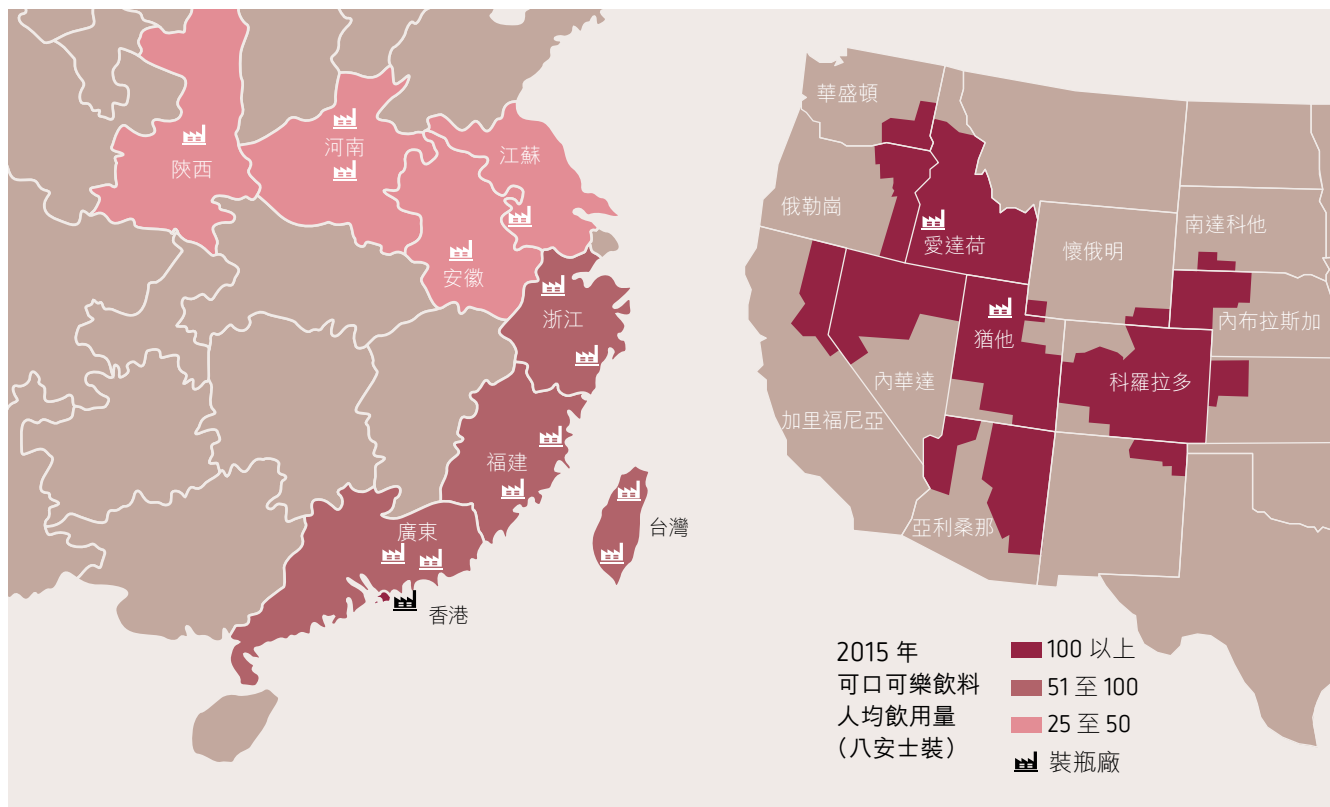 陝西
河南
江蘇
安徽
浙江
福建
廣東
台灣
香港
華盛頓
俄勒崗
愛達荷
懷俄明
南達科他
內布拉斯加
猶他
科羅拉多
內華達
加里福尼亞
亞利桑那
2015 年
可口可樂飲料
人均飲用量
（八安士裝）
100 以上
51 至 100
25 至 50
裝瓶廠